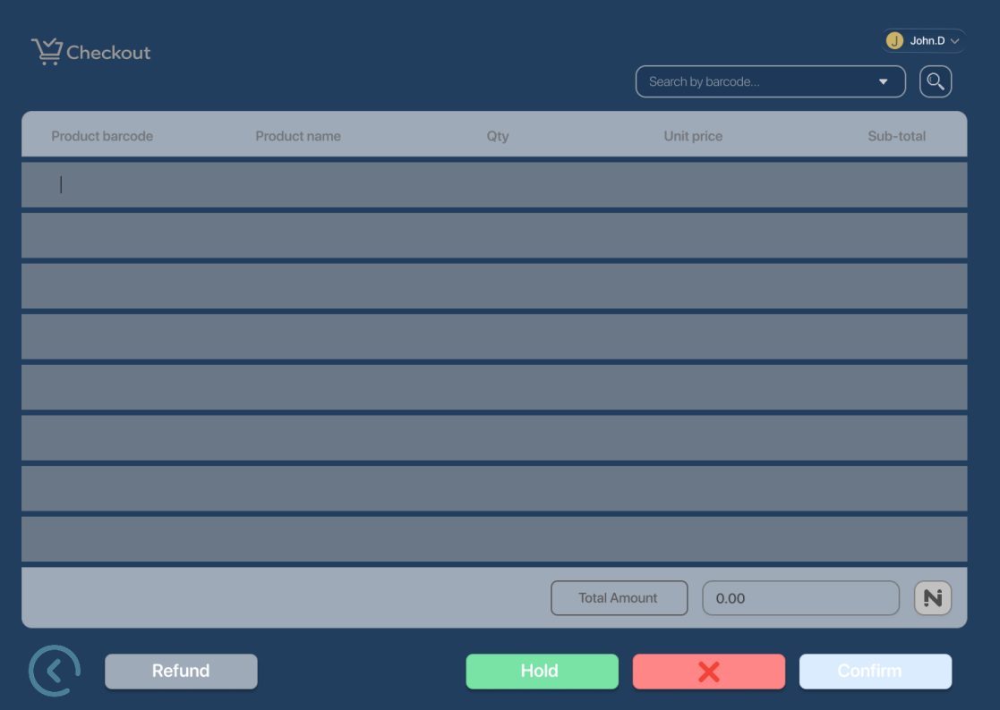 Checkout
J John.D
Search by barcode...
Product barcode Product name Qty Unit price Sub-total
Total Amount 0.00 N
Refund Hold Confirm